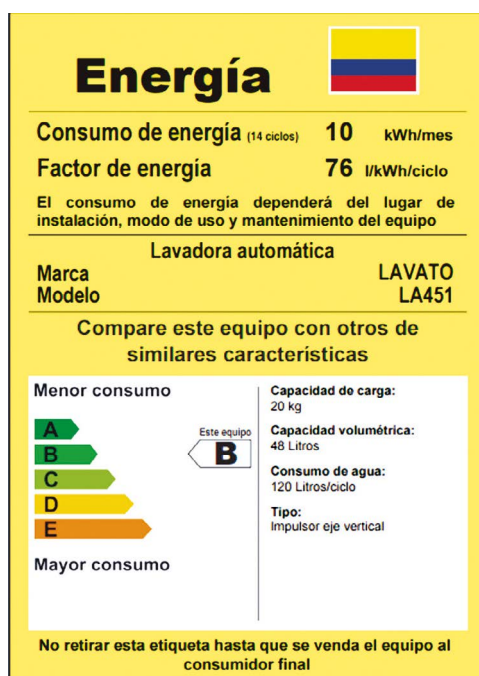 Energía
Consumo de energía (14 ciclos) 10 kWh/mes
Factor de energía 76 l/kWh/ciclo
El consumo de energía dependerá del lugar de
instalación, modo de uso y mantenimiento del equipo
Lavadora automática
Marca LAVATO
Modelo LA451
Compare este equipo con otros de
similares características
Menor consumo
A
B
C
D
E
Mayor consumo
Este equipo
B
Capacidad de carga:
20 kg
Capacidad volumétrica:
48 Litros
Consumo de agua:
120 Litros/ciclo
Tipo:
Impulsor eje vertical
No retirar esta etiqueta hasta que se venda el equipo al
consumidor final